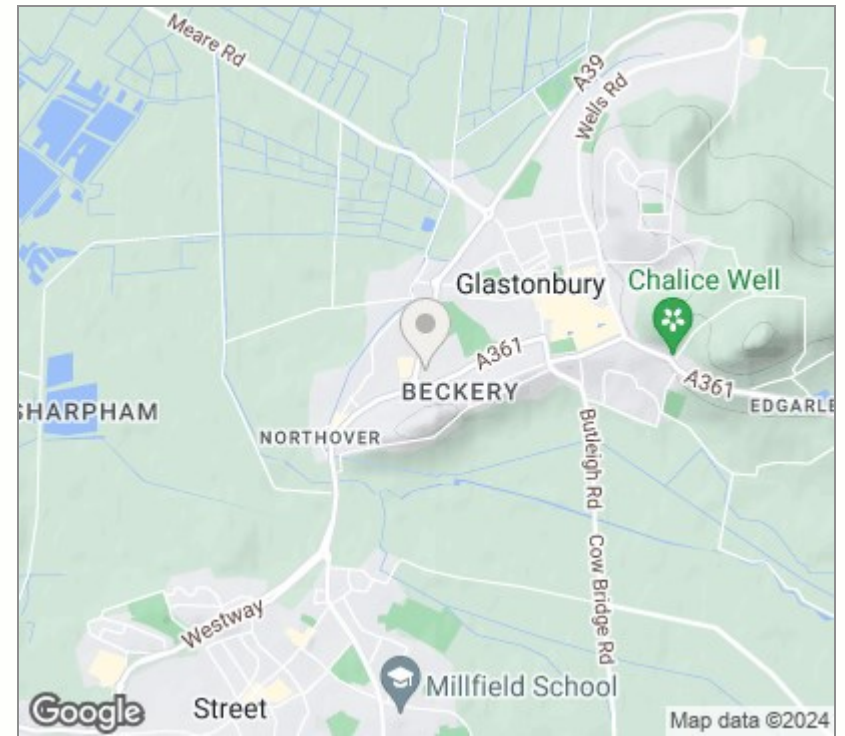 Meare Rd
A39
Wells Rd
Glastonbury
Chalice Well
A361
BECKERY
A361
SHARPHAM
EDGARLE
NORTHOVER
Butleigh Rd
Cow Bridge Rd
Westway
Millfield School
Street
Google
Map data ©2024